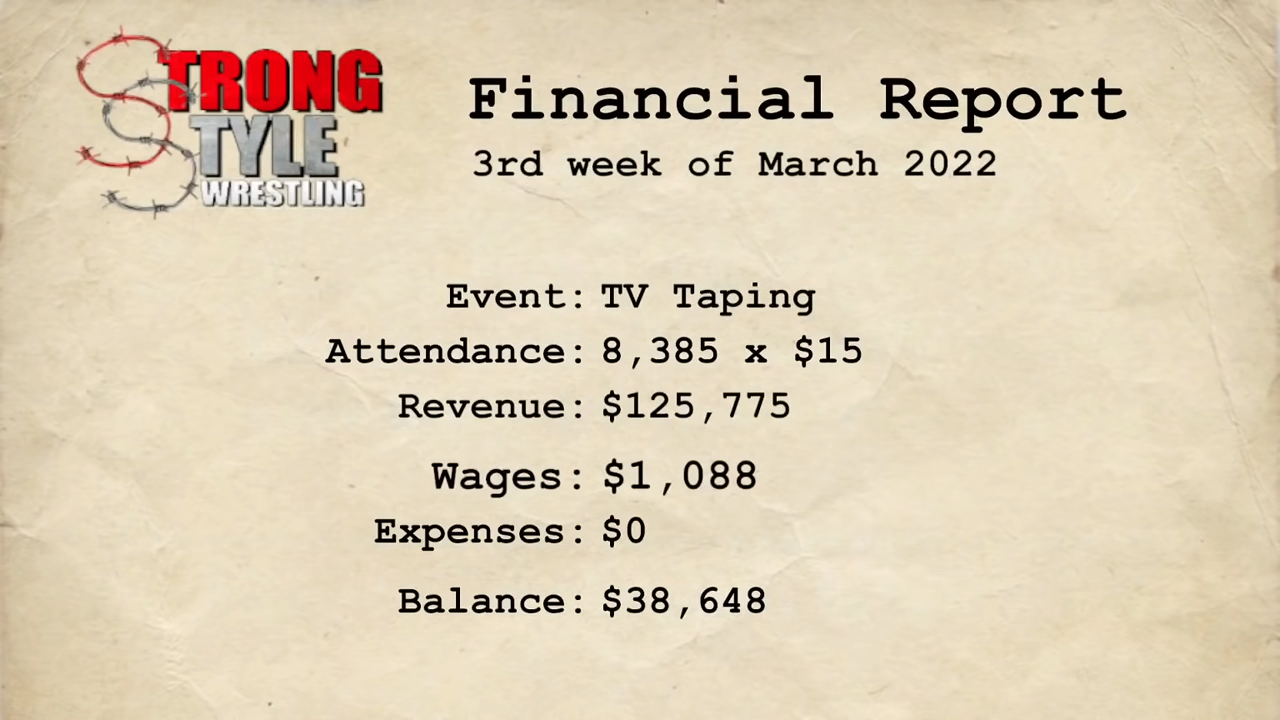 STRONG
STYLE
WRESTLING
Financial Report
3rd week of March 2022
Event: TV Taping
Attendance: 8,385 x $15
Revenue: $125,775
Wages: $1,088
Expenses: $0
Balance: $38,648